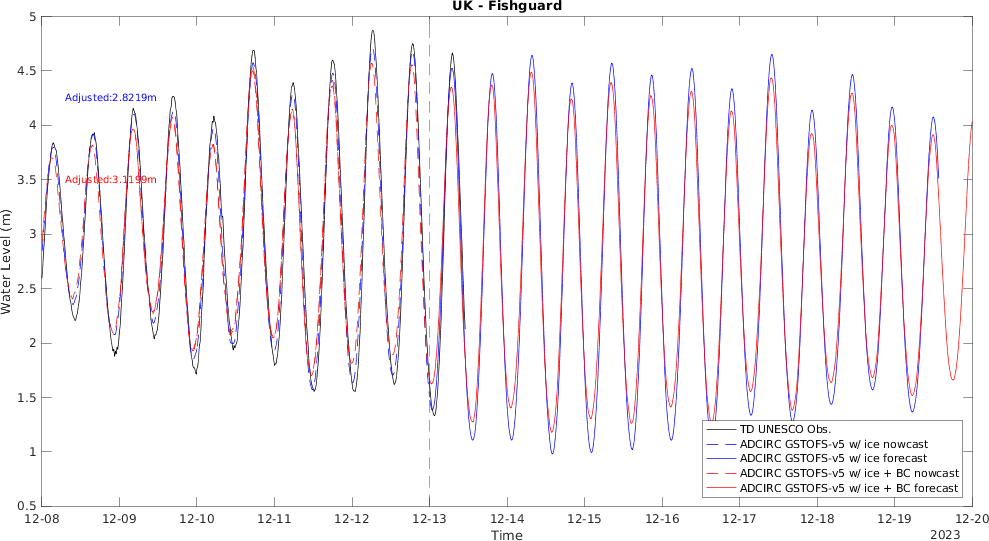 UK - Fishguard
5
4.5
4
3.5
3
2.5
2
1.5
1
0.5
Water Level (m)
Adjusted:2.8219m
Adjusted:3.1199m
TD UNESCO Obs.
ADCIRC GSTOFS-v5 w/ ice nowcast
ADCIRC GSTOFS-v5 w/ ice forecast
ADCIRC GSTOFS-v5 w/ ice + BC nowcast
ADCIRC GSTOFS-v5 w/ ice + BC forecast
12-08 12-09 12-10 12-11 12-12 12-13 12-14 12-15 12-16 12-17 12-18 12-19 12-20
Time
2023